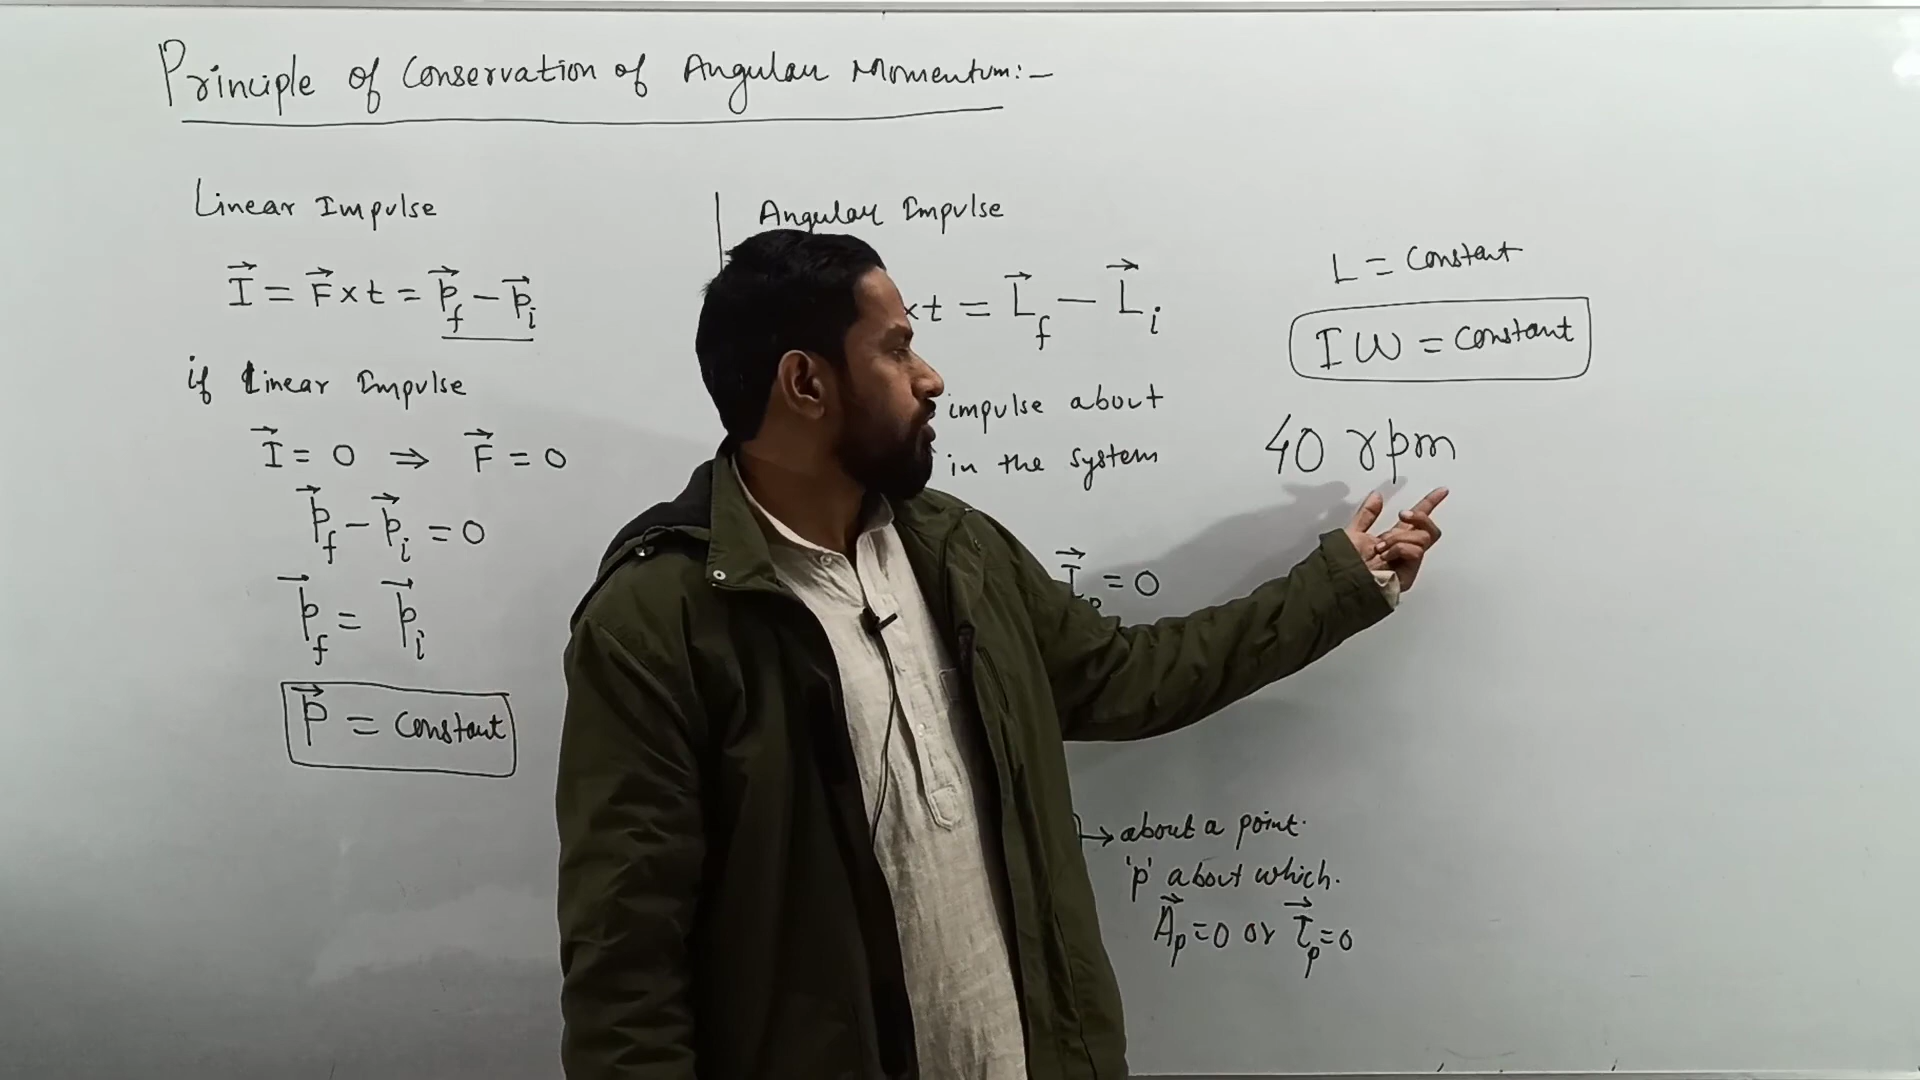 Principle of Conservation of Angular Momentum:-
Linear Impulse
I⃗ = F⃗ × t = p⃗f − p⃗i
if Linear Impulse
I⃗ = 0 ⇒ F⃗ = 0
p⃗f − p⃗i = 0
p⃗f = p⃗i
P⃗ = Constant
Angular Impulse
×t = L⃗f − L⃗i
impulse about
in the system
= 0
→ about a point.
'p' about which.
A⃗p = 0 or τ⃗p = 0
L = Constant
I ω = Constant
40 rpm